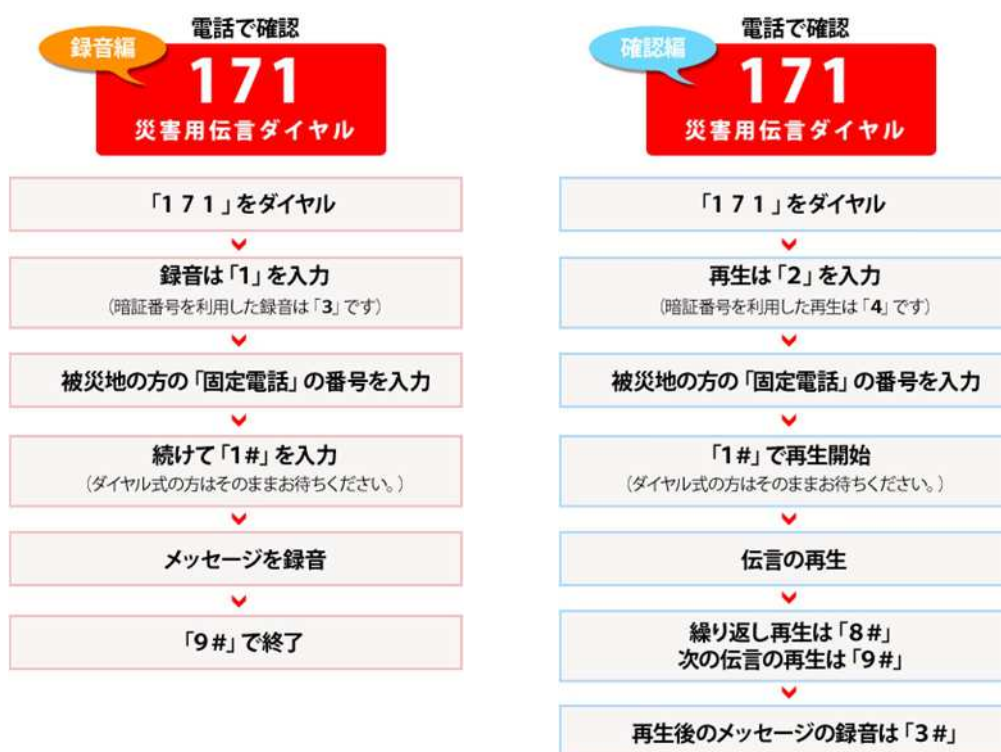 録音編
電話で確認
171
災害用伝言ダイヤル
「171」をダイヤル
録音は「1」を入力
（暗証番号を利用した録音は「3」です）
被災地の方の「固定電話」の番号を入力
続けて「1#」を入力
（ダイヤル式の方はそのままお待ちください。）
メッセージを録音
「9#」で終了
確認編
電話で確認
171
災害用伝言ダイヤル
「171」をダイヤル
再生は「2」を入力
（暗証番号を利用した再生は「4」です）
被災地の方の「固定電話」の番号を入力
「1#」で再生開始
（ダイヤル式の方はそのままお待ちください。）
伝言の再生
繰り返し再生は「8#」
次の伝言の再生は「9#」
再生後のメッセージの録音は「3#」